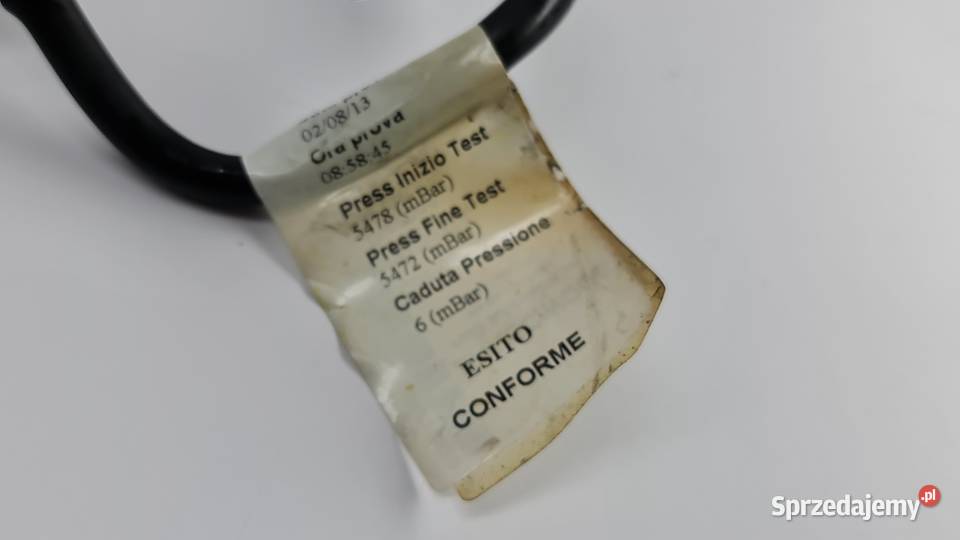 02/08/13
Ora prova
08:58:45
Press Inizio Test
5478 (mBar)
Press Fine Test
5472 (mBar)
Caduta Pressione
6 (mBar)
ESITO
CONFORME
Sprzedajemy.pl